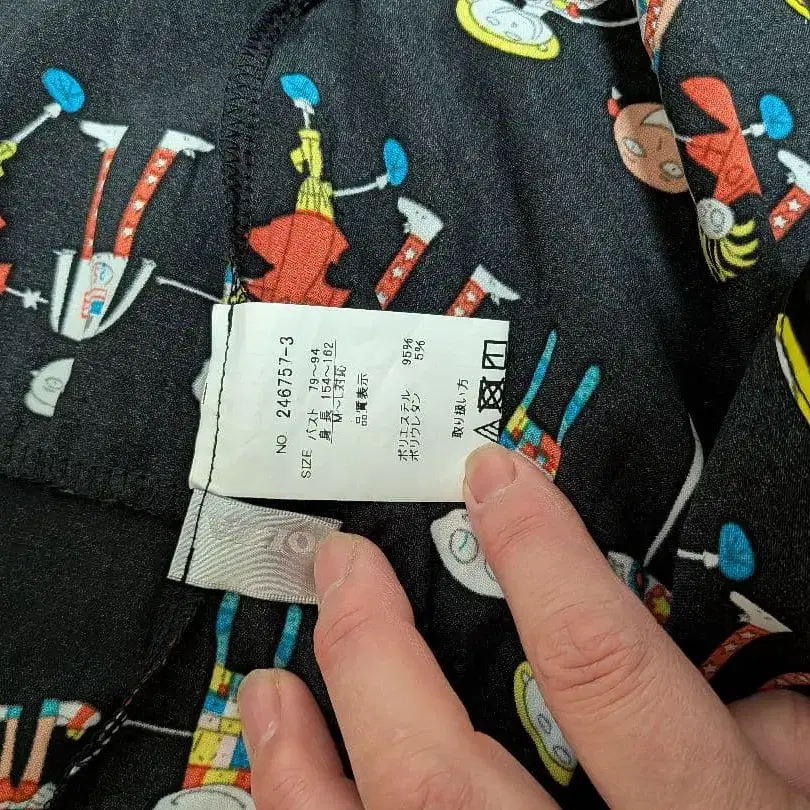 NO. 246757-3
SIZE バスト 79～94
身長 154～162
M～L対応
品質表示
ポリエステル 95%
ポリウレタン 5%
取り扱い方